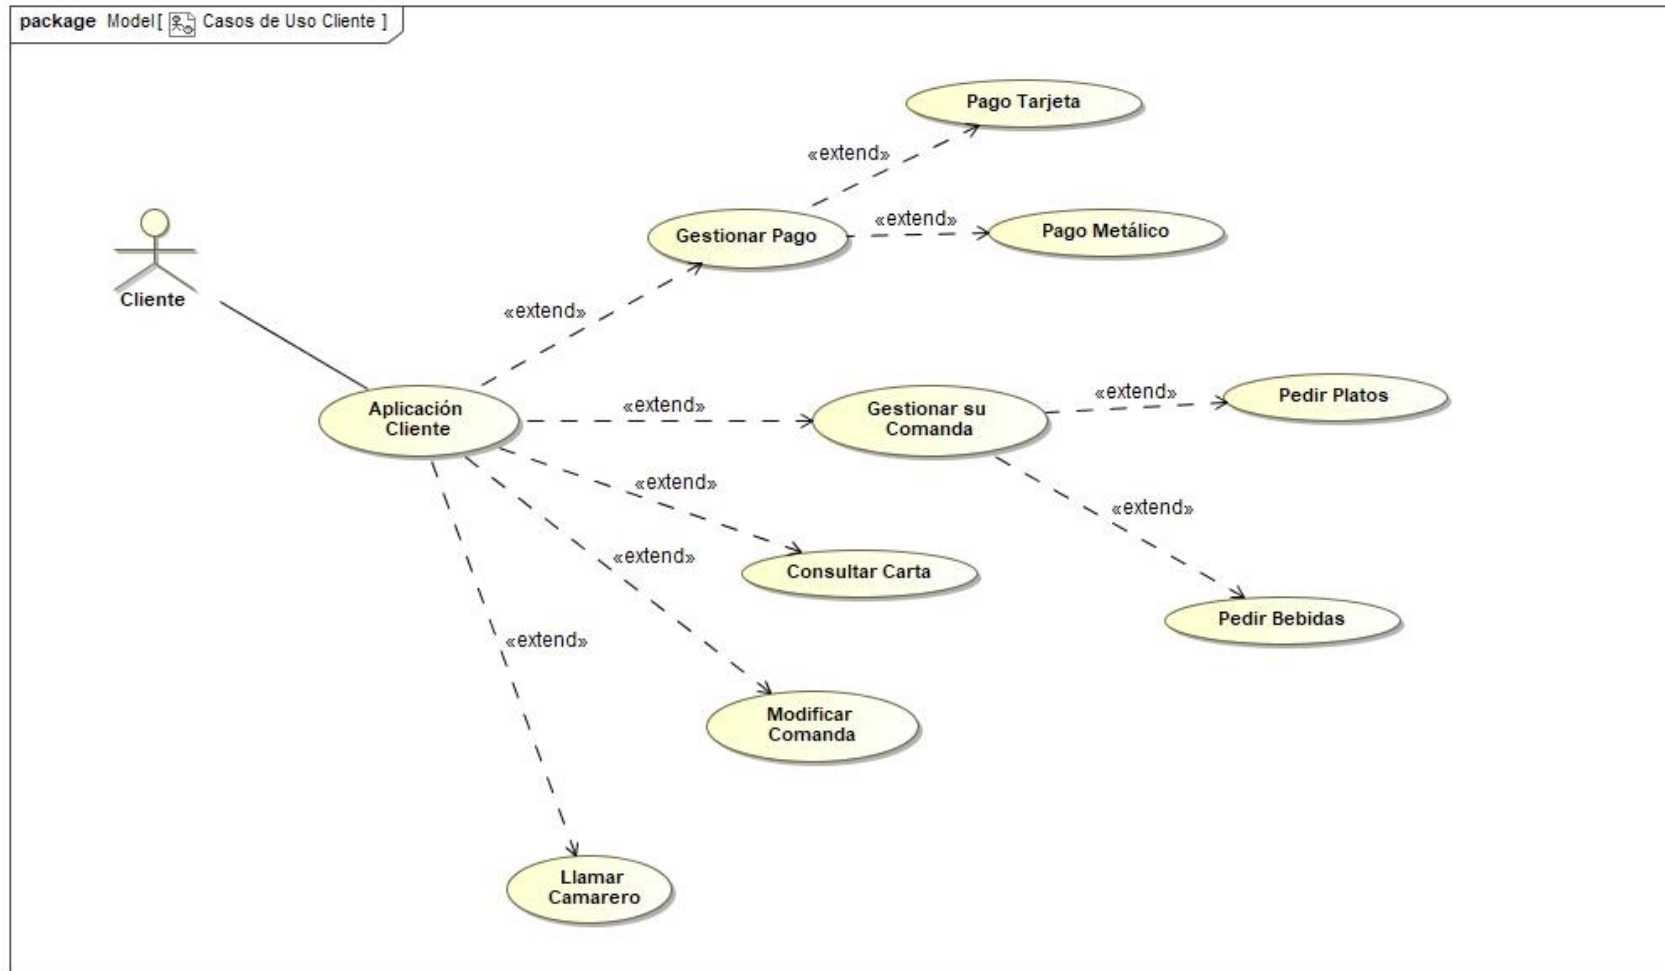 package Model[ Casos de Uso Cliente ]
Pago Tarjeta
«extend»
«extend»
Pago Metálico
Gestionar Pago
Cliente
«extend»
Aplicación
Cliente
«extend»
Gestionar su
Comanda
«extend»
Pedir Platos
«extend»
«extend»
Consultar Carta
«extend»
Pedir Bebidas
«extend»
Modificar
Comanda
Llamar
Camarero